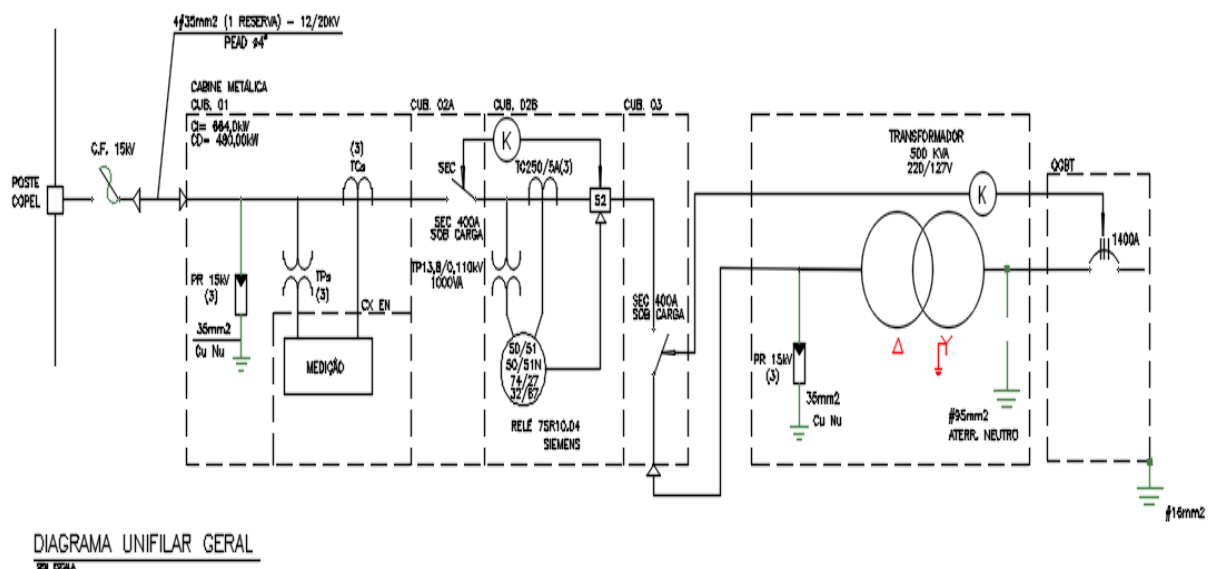 4#35mm2 (1 RESERVA) – 12/20KV
PEAD ø4"
CABINE METÁLICA
CUB. 01
CI= 664,0kW
CD= 490,00kW
C.F. 15kV
POSTE
COPEL
(3)
TCs
PR 15kV
(3)
35mm2
Cu Nu
TPs
(3)
CX EN
MEDIÇÃO
CUB. 02A
SEC
SEC 400A
SOB CARGA
CUB. 02B
K
TC250/5A(3)
52
TP13,8/0,110kV
1000VA
50/51
50/51N
74/27
32/67
RELÉ 7SR10.04
SIEMENS
CUB. 03
SEC 400A
SOB CARGA
TRANSFORMADOR
500 KVA
220/127V
K
PR 15kV
(3)
35mm2
Cu Nu
#95mm2
ATERR. NEUTRO
QGBT
1400A
#16mm2
DIAGRAMA UNIFILAR GERAL